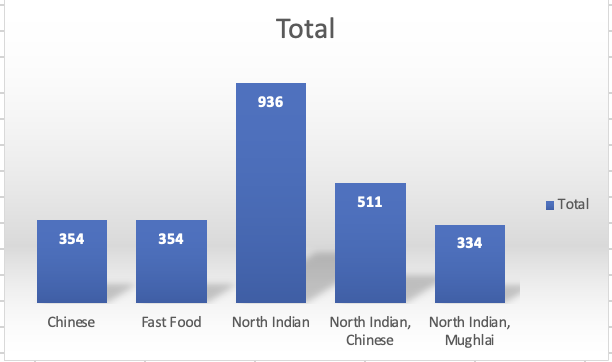 Total
936
511
354
354
334
Total
Chinese
Fast Food
North Indian
North Indian,
Chinese
North Indian,
Mughlai